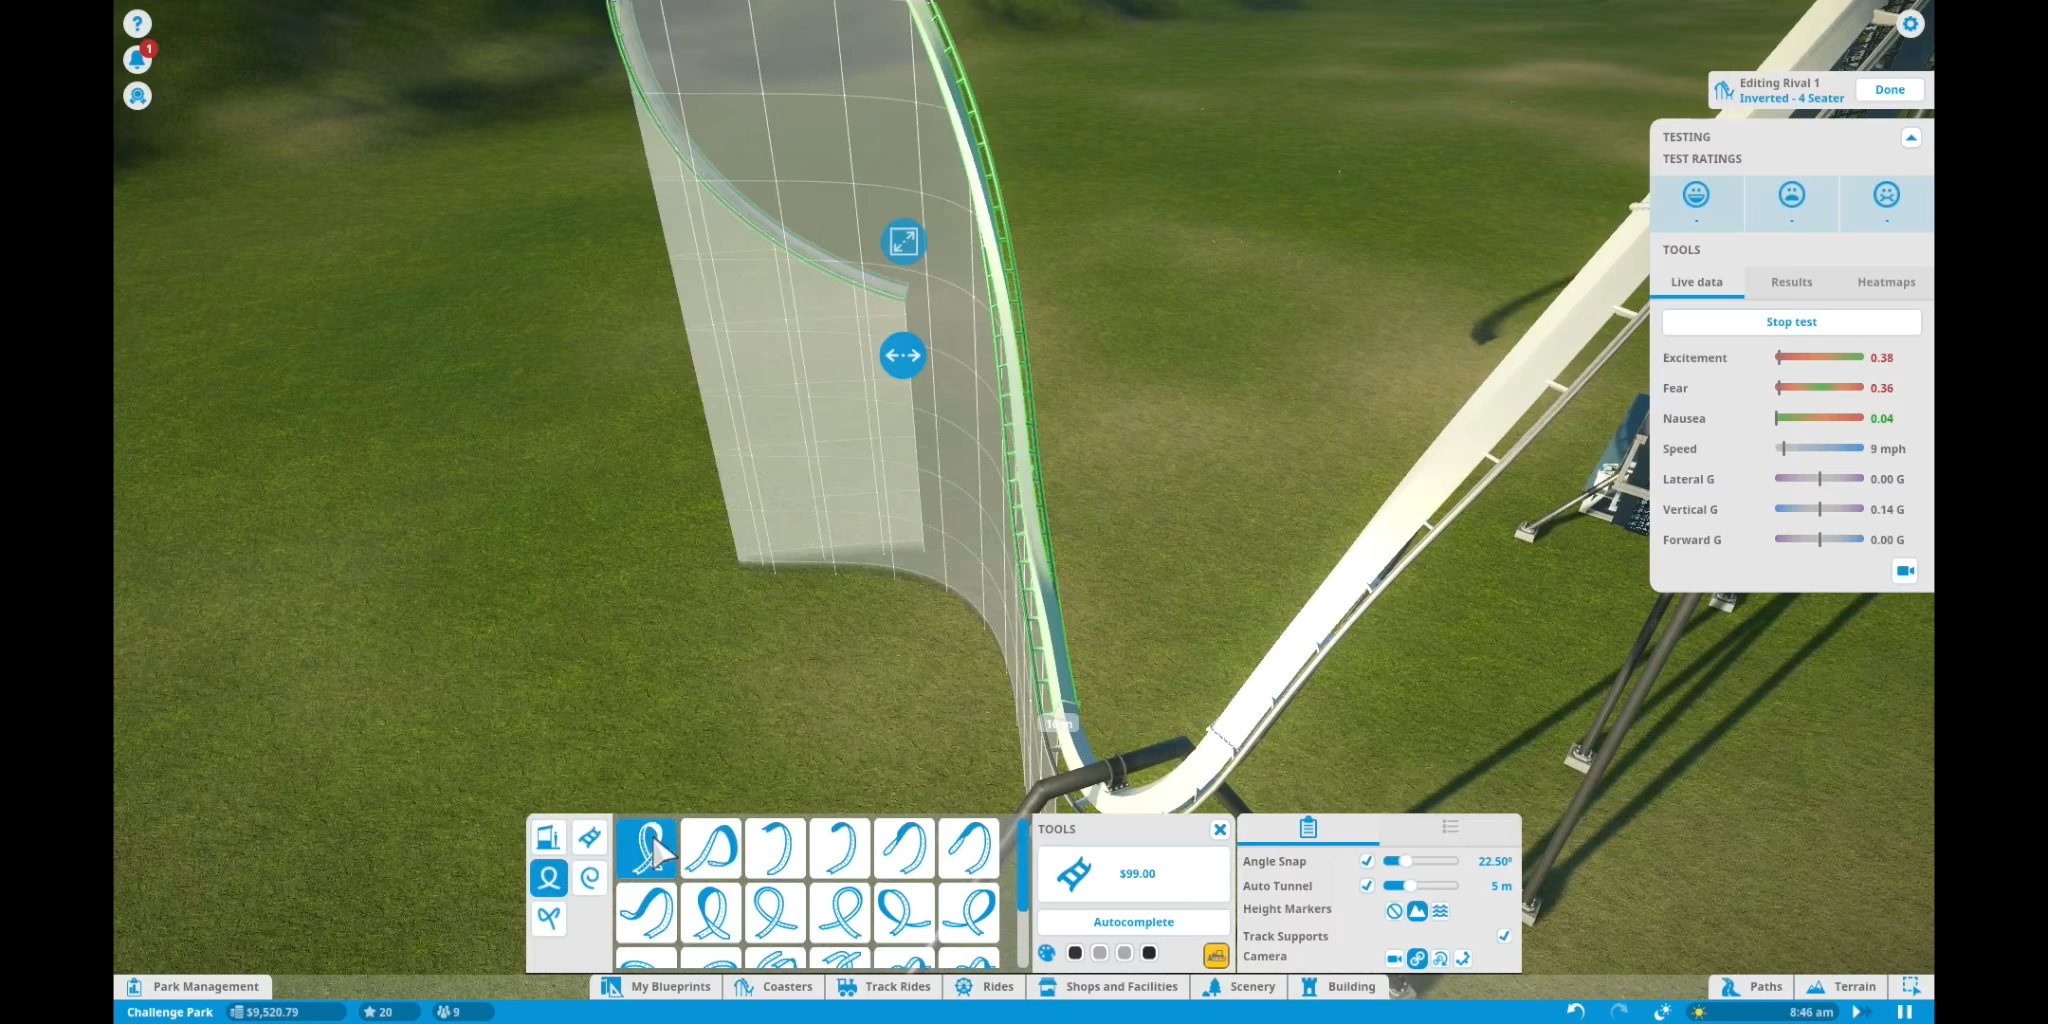 ?
1
Editing Rival 1
Inverted - 4 Seater
Done
TESTING
TEST RATINGS
-
-
-
TOOLS
Live data
Results
Heatmaps
Stop test
Excitement
0.38
Fear
0.36
Nausea
0.04
Speed
9 mph
Lateral G
0.00 G
Vertical G
0.14 G
Forward G
0.00 G
TOOLS
$99.00
Autocomplete
Angle Snap
22.50°
Auto Tunnel
5 m
Height Markers
Track Supports
Camera
Park Management
My Blueprints
Coasters
Track Rides
Rides
Shops and Facilities
Scenery
Building
Paths
Terrain
Challenge Park
$9,520.79
20
9
8:46 am